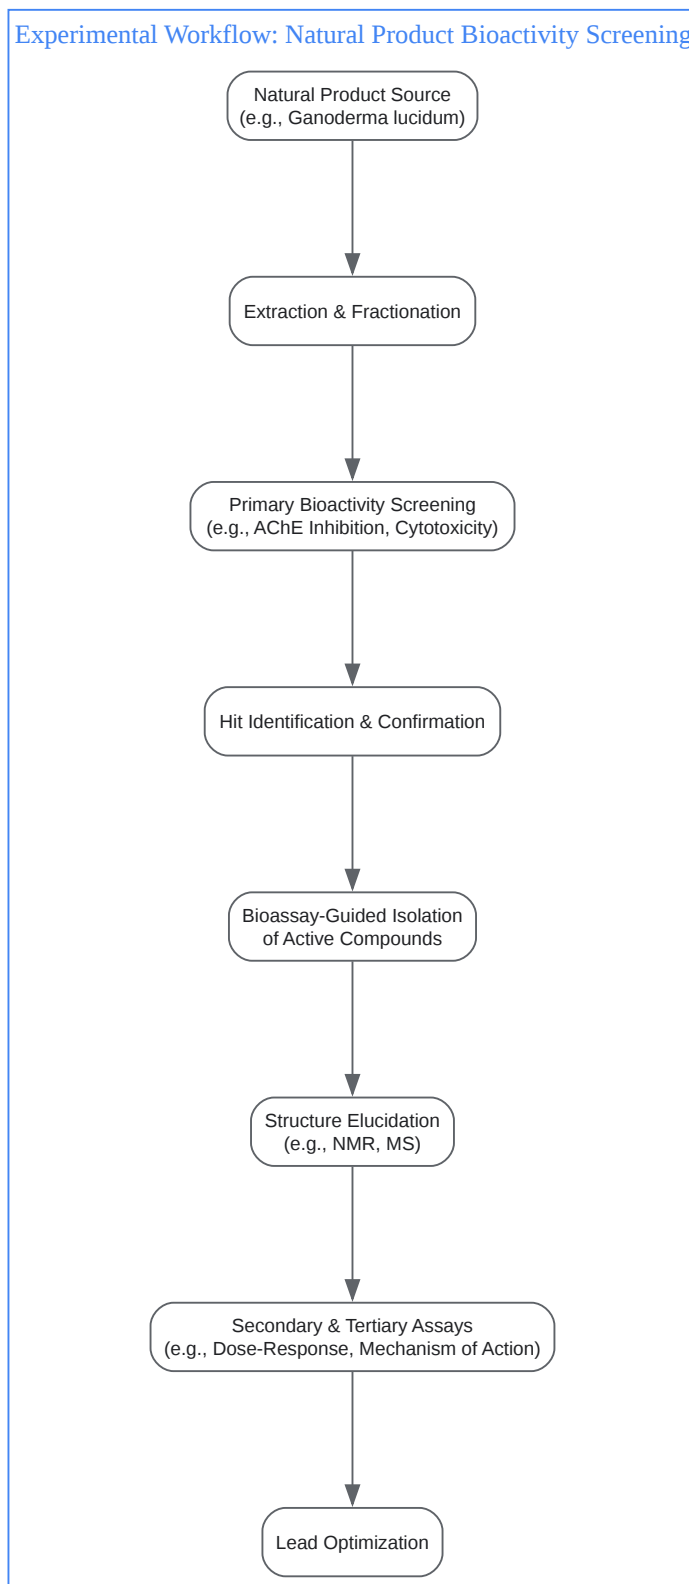 Experimental Workflow: Natural Product Bioactivity Screening
Natural Product Source
(e.g., Ganoderma lucidum)
Extraction & Fractionation
Primary Bioactivity Screening
(e.g., AChE Inhibition, Cytotoxicity)
Hit Identification & Confirmation
Bioassay-Guided Isolation
of Active Compounds
Structure Elucidation
(e.g., NMR, MS)
Secondary & Tertiary Assays
(e.g., Dose-Response, Mechanism of Action)
Lead Optimization